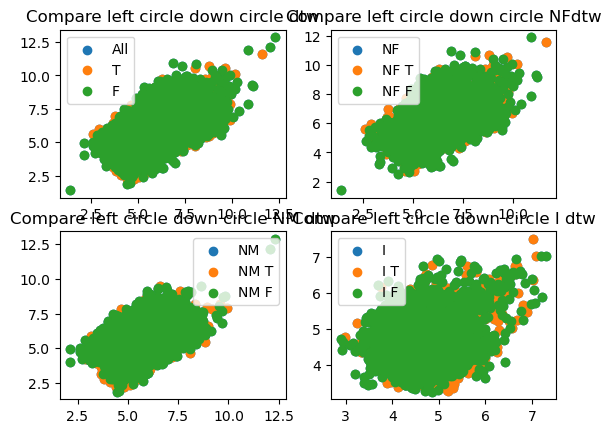 Compare left circle down circle dtw
Compare left circle down circle NFdtw
12.5
10.0
7.5
5.0
2.5
All
T
F
2.5
5.0
7.5
10.0
12.5
12
10
8
6
4
2
NF
NF T
NF F
2.5
5.0
7.5
10.0
Compare left circle down circle NM dtw
Compare left circle down circle I dtw
12.5
10.0
7.5
5.0
2.5
NM
NM T
NM F
2.5
5.0
7.5
10.0
12.5
7
6
5
4
I
I T
I F
3
4
5
6
7